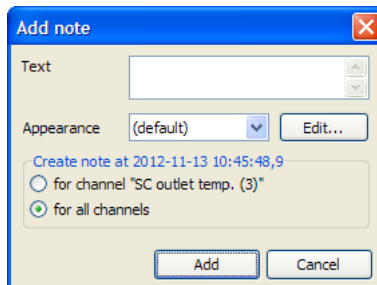 Add note
Text
Appearance (default) Edit...
Create note at 2012-11-13 10:45:48,9
for channel "SC outlet temp. (3)"
for all channels
Add Cancel